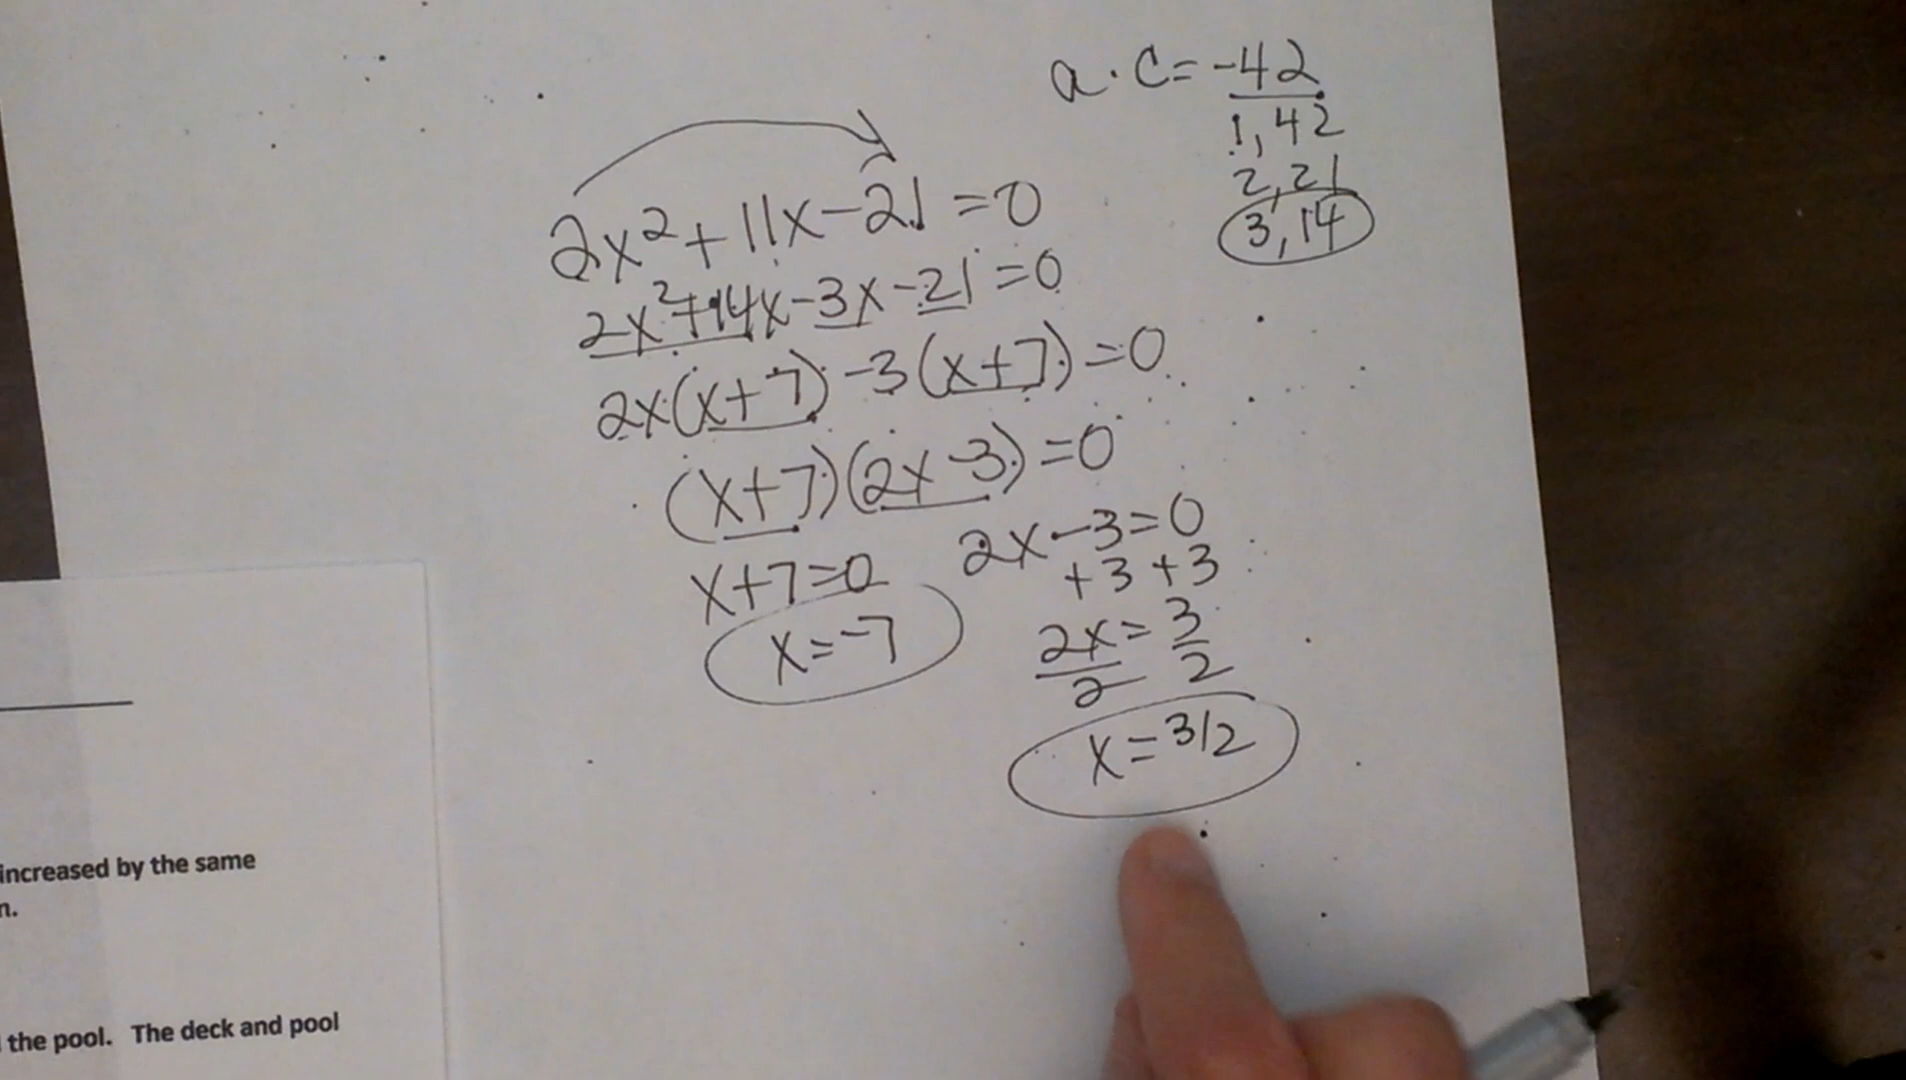 a · c = -42
1, 42
2, 21
3, 14
2x² + 11x - 21 = 0
2x² + 14x - 3x - 21 = 0
2x(x + 7) - 3(x + 7) = 0
(x + 7)(2x - 3) = 0
x + 7 = 0
x = -7
2x - 3 = 0
+3 +3
2x = 3
2 2
x = 3/2
increased by the same
the pool. The deck and pool